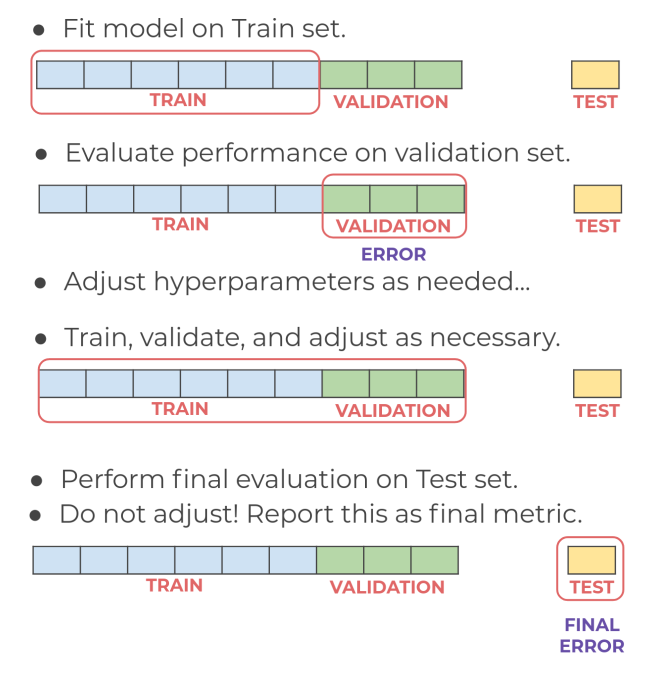 ● Fit model on Train set.
TRAIN VALIDATION TEST
● Evaluate performance on validation set.
TRAIN VALIDATION TEST
ERROR
● Adjust hyperparameters as needed...
● Train, validate, and adjust as necessary.
TRAIN VALIDATION TEST
● Perform final evaluation on Test set.
● Do not adjust! Report this as final metric.
TRAIN VALIDATION TEST
FINAL
ERROR